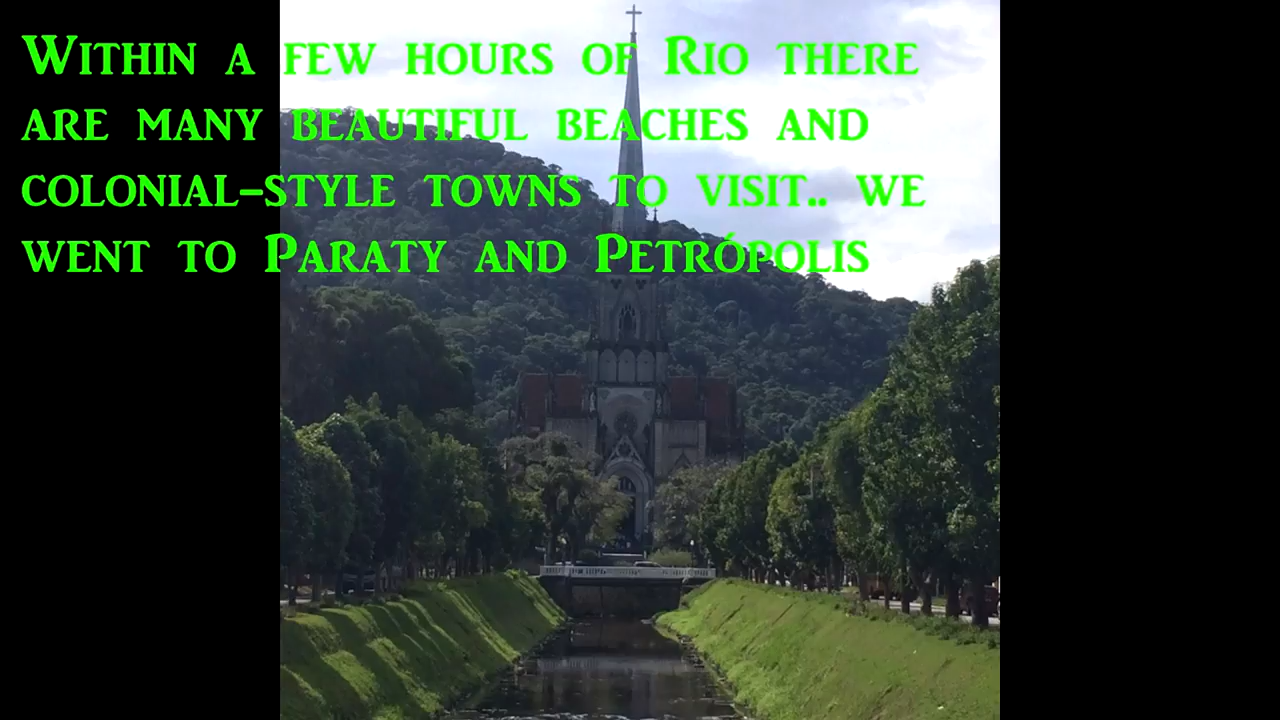 Within a few hours of Rio there
are many beautiful beaches and
colonial-style towns to visit.. we
went to Paraty and Petrópolis